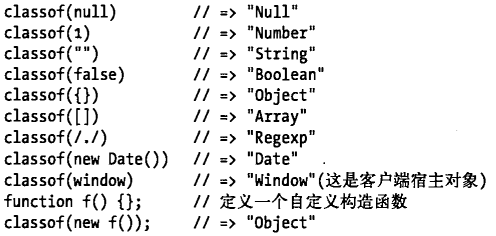 classof(null)         // => "Null"
classof(1)            // => "Number"
classof("")           // => "String"
classof(false)        // => "Boolean"
classof({})           // => "Object"
classof([])           // => "Array"
classof(/./)          // => "Regexp"
classof(new Date())   // => "Date"
classof(window)       // => "Window"(这是客户端宿主对象)
function f() {};      // 定义一个自定义构造函数
classof(new f());     // => "Object"